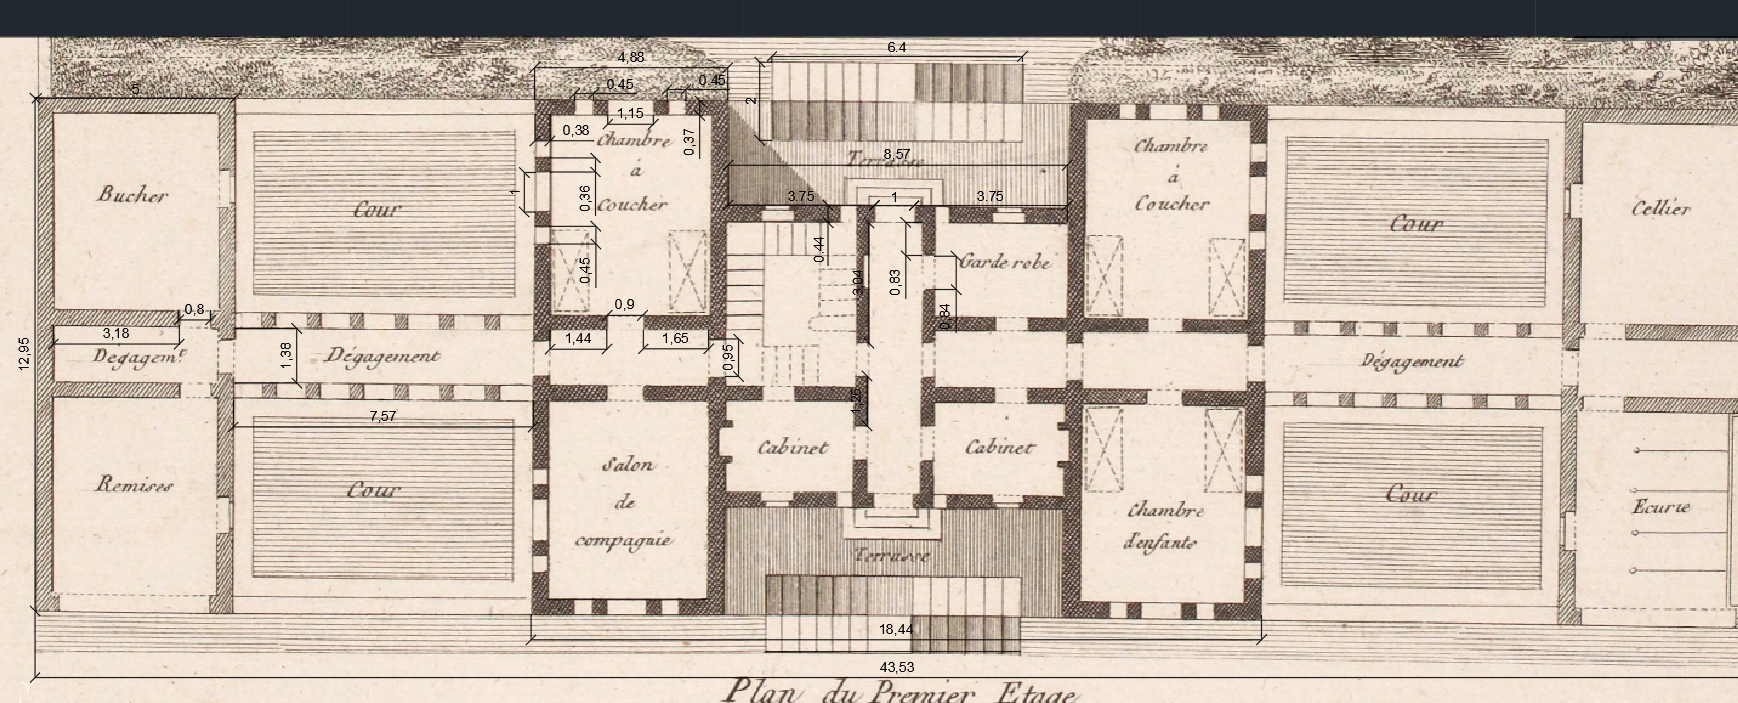 6.4
4,88
5
0.45
0.45
2
1,15
0,38
0,37
Chambre
à
Coucher
Terrasse
8,57
Chambre
à
Coucher
Bucher
Cour
1
0,36
3.75
1
3.75
Cour
Cellier
0.44
0,45
3,04
0,83
Garde robe
0,84
0,8
0,9
3,18
12,95
Degagemt
1,38
Dégagement
1,44
1,65
0,95
Dégagement
7,57
Cabinet
Cabinet
Salon
de
compagnie
Remises
Cour
Chambre
d'enfants
Cour
Ecurie
Terrasse
18,44
43,53
Plan du Premier Etage